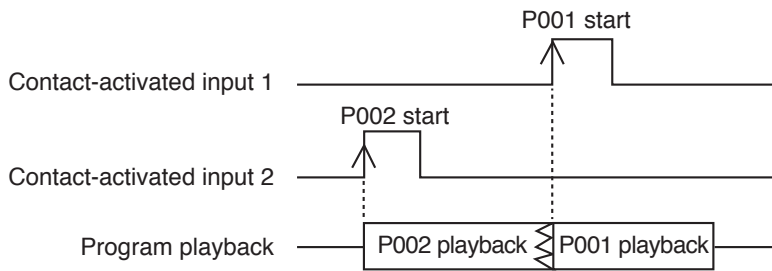 P001 start
Contact-activated input 1
P002 start
Contact-activated input 2
Program playback
P002 playback
P001 playback